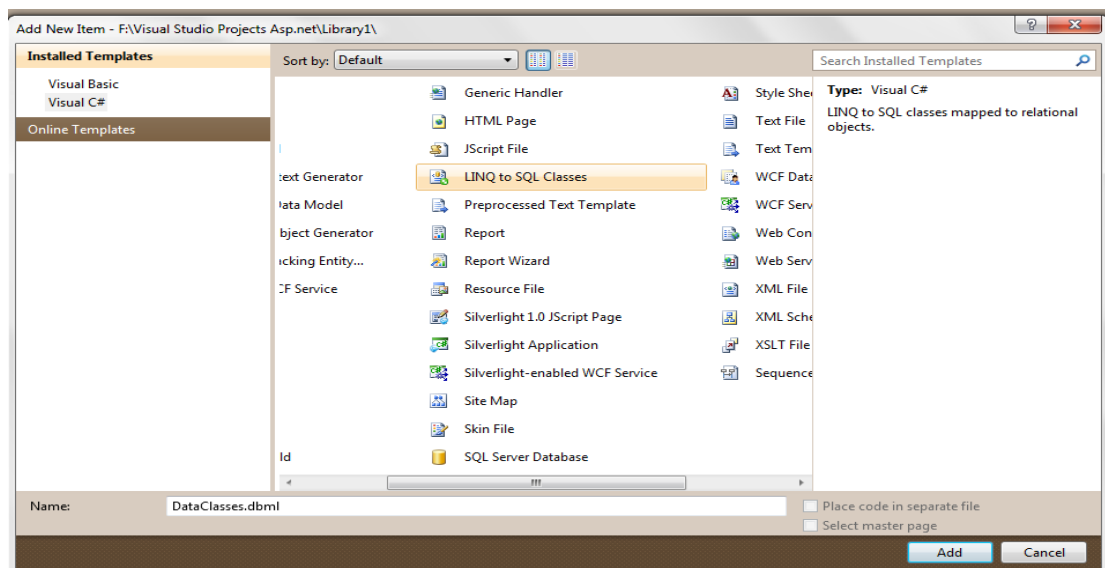 Add New Item - F:\Visual Studio Projects Asp.net\Library1\
Installed Templates
Visual Basic
Visual C#
Online Templates
Sort by: Default
Search Installed Templates
:ext Generator
ata Model
bject Generator
cking Entity...
CF Service
ld
Generic Handler
HTML Page
JScript File
LINQ to SQL Classes
Preprocessed Text Template
Report
Report Wizard
Resource File
Silverlight 1.0 JScript Page
Silverlight Application
Silverlight-enabled WCF Service
Site Map
Skin File
SQL Server Database
Style She
Text File
Text Tem
WCF Data
WCF Serv
Web Con
Web Serv
XML File
XML Sche
XSLT File
Sequence
Type: Visual C#
LINQ to SQL classes mapped to relational
objects.
Name: DataClasses.dbml
Place code in separate file
Select master page
Add Cancel